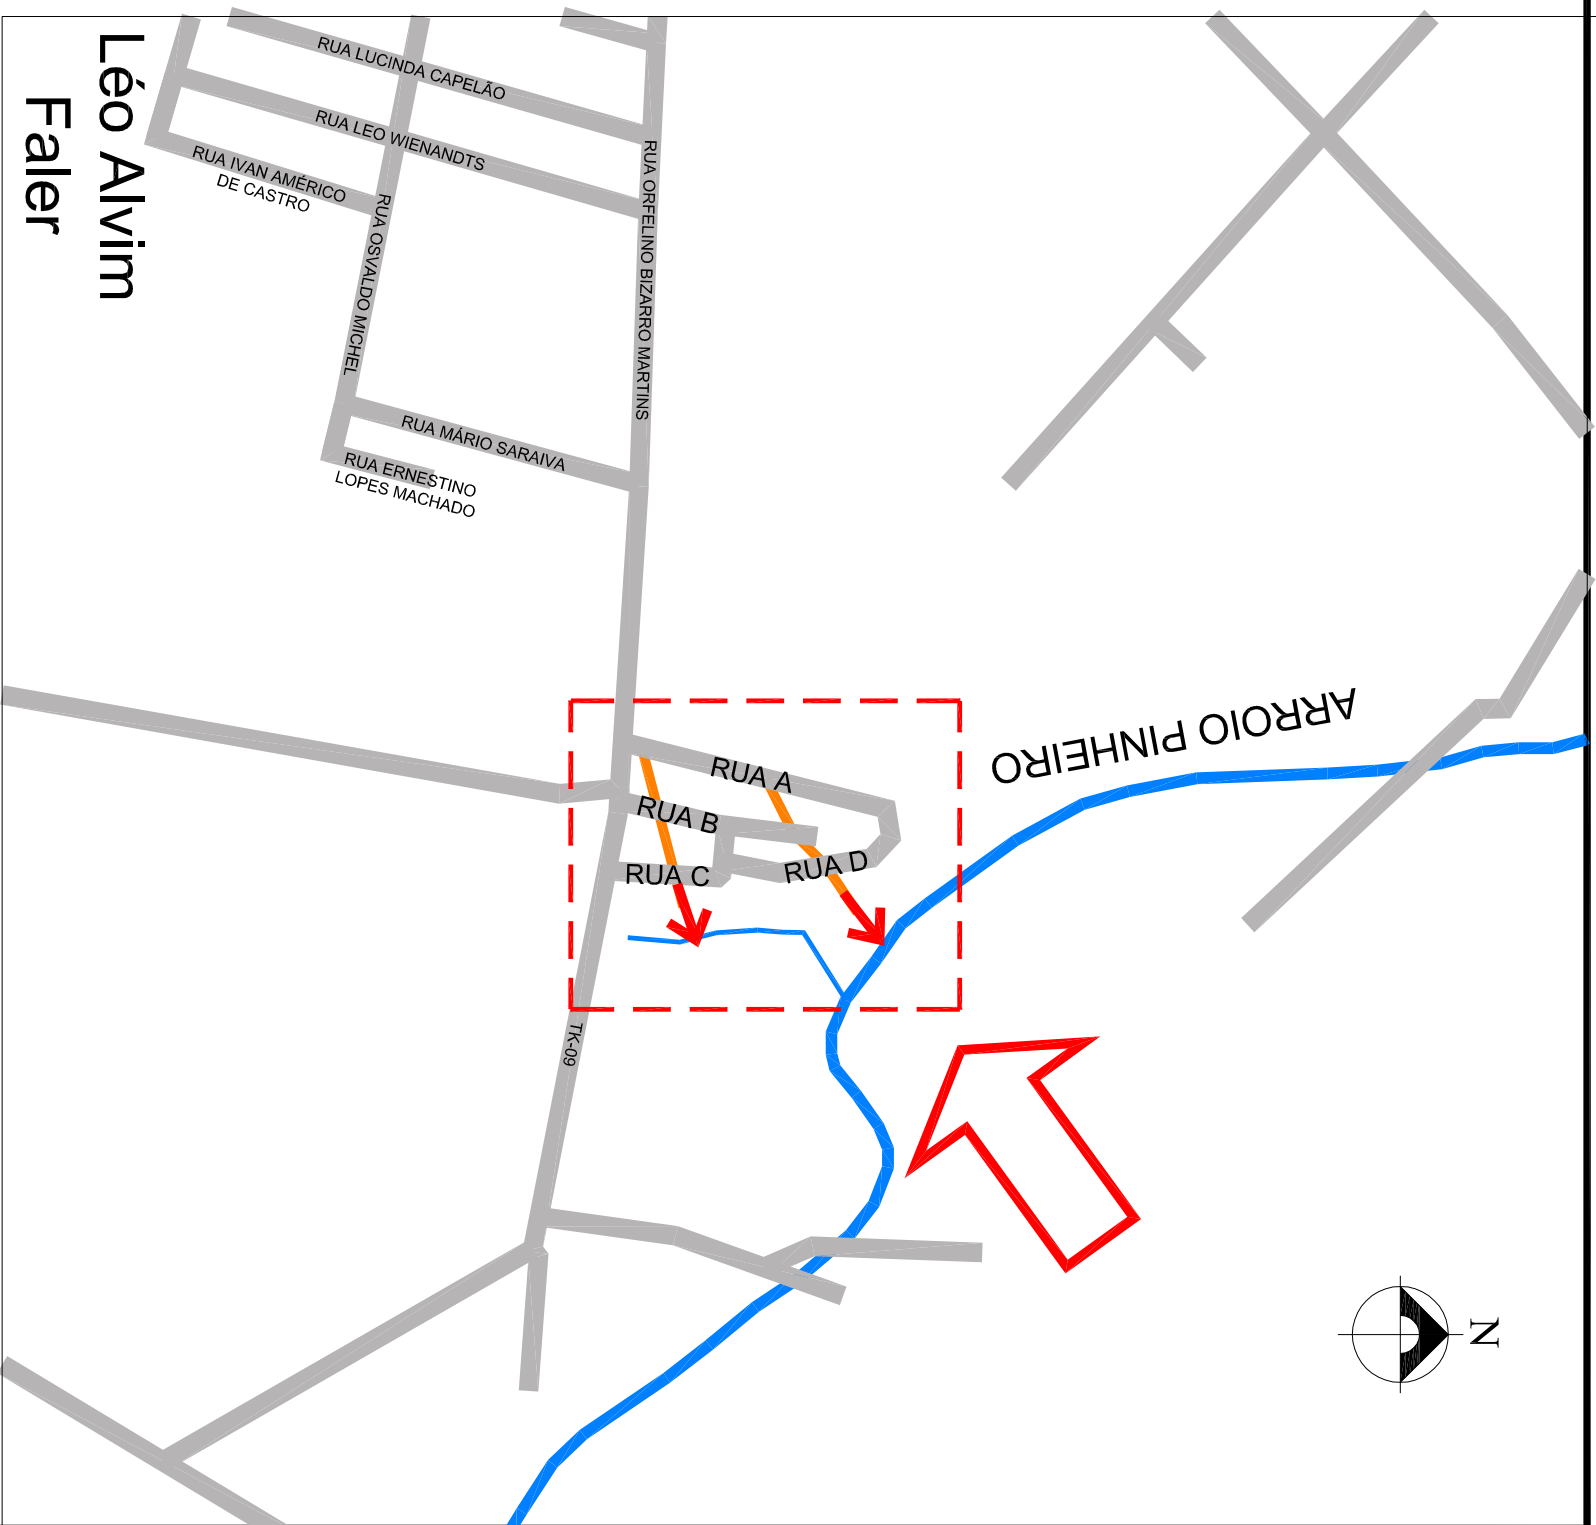 Léo Alvim
Faler
RUA LUCINDA CAPELÃO
RUA LEO WIENANDTS
RUA IVAN AMÉRICO
DE CASTRO
RUA OSVALDO MICHEL
RUA ORFELINO BIZARRO MARTINS
RUA MÁRIO SARAIVA
RUA ERNESTINO
LOPES MACHADO
ARROIO PINHEIRO
RUA A
RUA B
RUA C
RUA D
TK-09
N